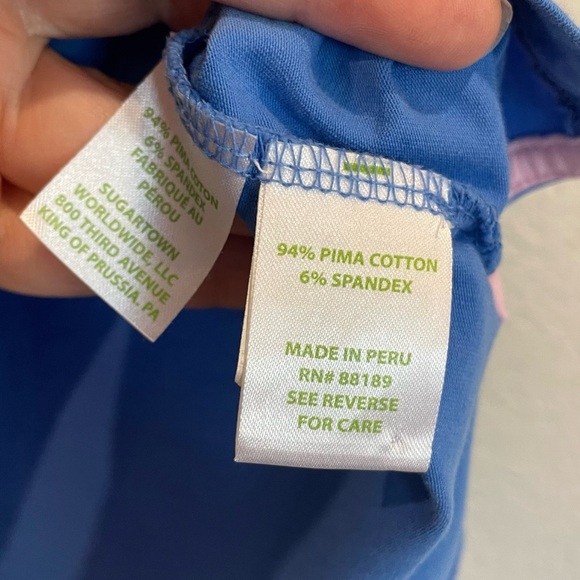 94% PIMA COTTON
6% SPANDEX
FABRIQUÉ AU
PEROU
SUGARTOWN
WORLDWIDE, LLC
800 THIRD AVENUE
KING OF PRUSSIA, PA
94% PIMA COTTON
6% SPANDEX
MADE IN PERU
RN# 88189
SEE REVERSE
FOR CARE